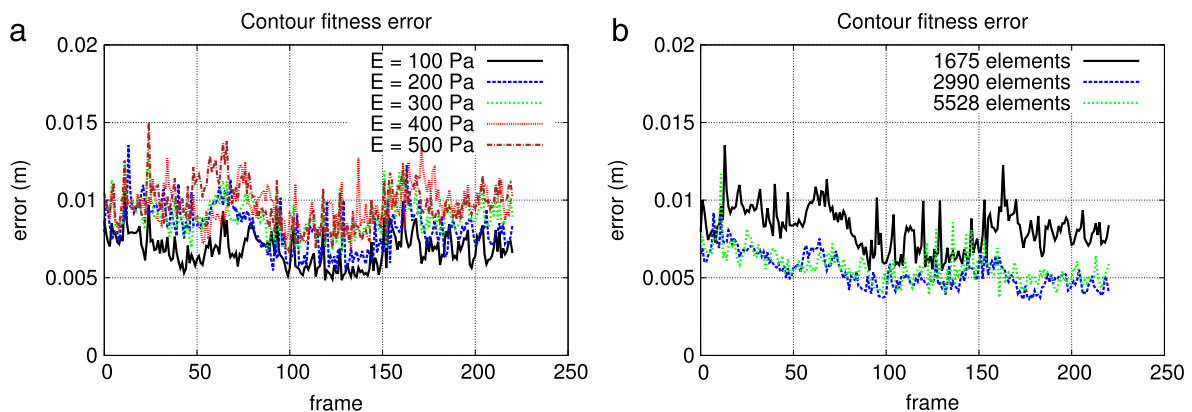 a
Contour fitness error
0.02
0.015
0.01
0.005
0
error (m)
E = 100 Pa
E = 200 Pa
E = 300 Pa
E = 400 Pa
E = 500 Pa
0 50 100 150 200 250
frame
b
Contour fitness error
0.02
0.015
0.01
0.005
0
error (m)
1675 elements
2990 elements
5528 elements
0 50 100 150 200 250
frame